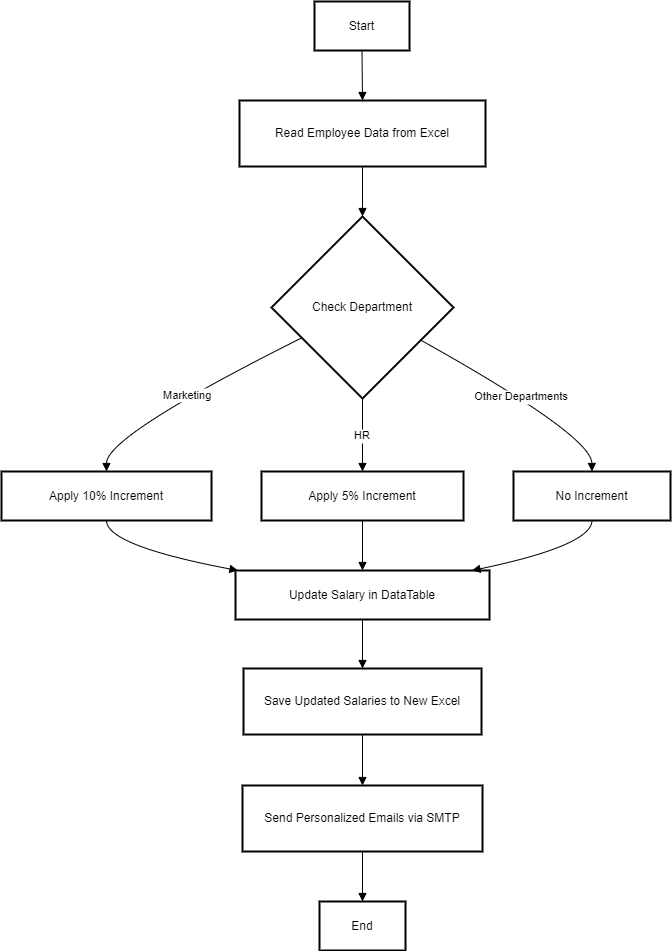 Start
Read Employee Data from Excel
Check Department
Marketing
Other Departments
HR
Apply 10% Increment
Apply 5% Increment
No Increment
Update Salary in DataTable
Save Updated Salaries to New Excel
Send Personalized Emails via SMTP
End